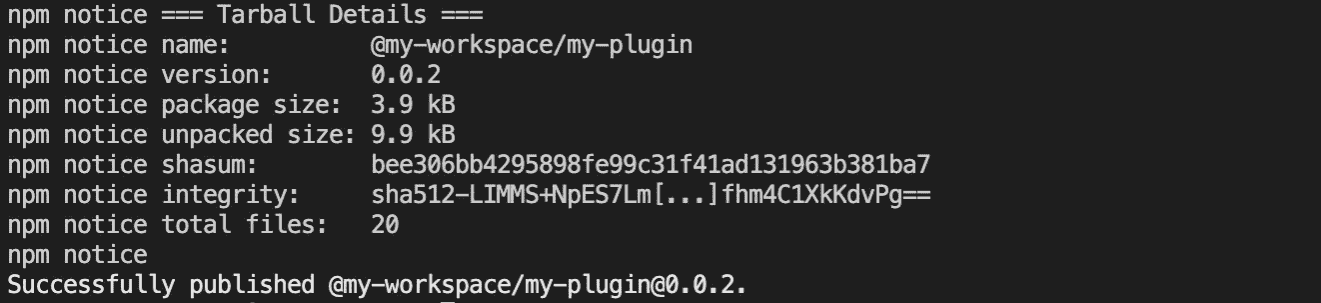 npm notice === Tarball Details ===
npm notice name:          @my-workspace/my-plugin
npm notice version:       0.0.2
npm notice package size:  3.9 kB
npm notice unpacked size: 9.9 kB
npm notice shasum:        bee306bb4295898fe99c31f41ad131963b381ba7
npm notice integrity:     sha512-LIMMS+NpES7Lm[...]fhm4C1XkKdvPg==
npm notice total files:   20
npm notice
Successfully published @my-workspace/my-plugin@0.0.2.